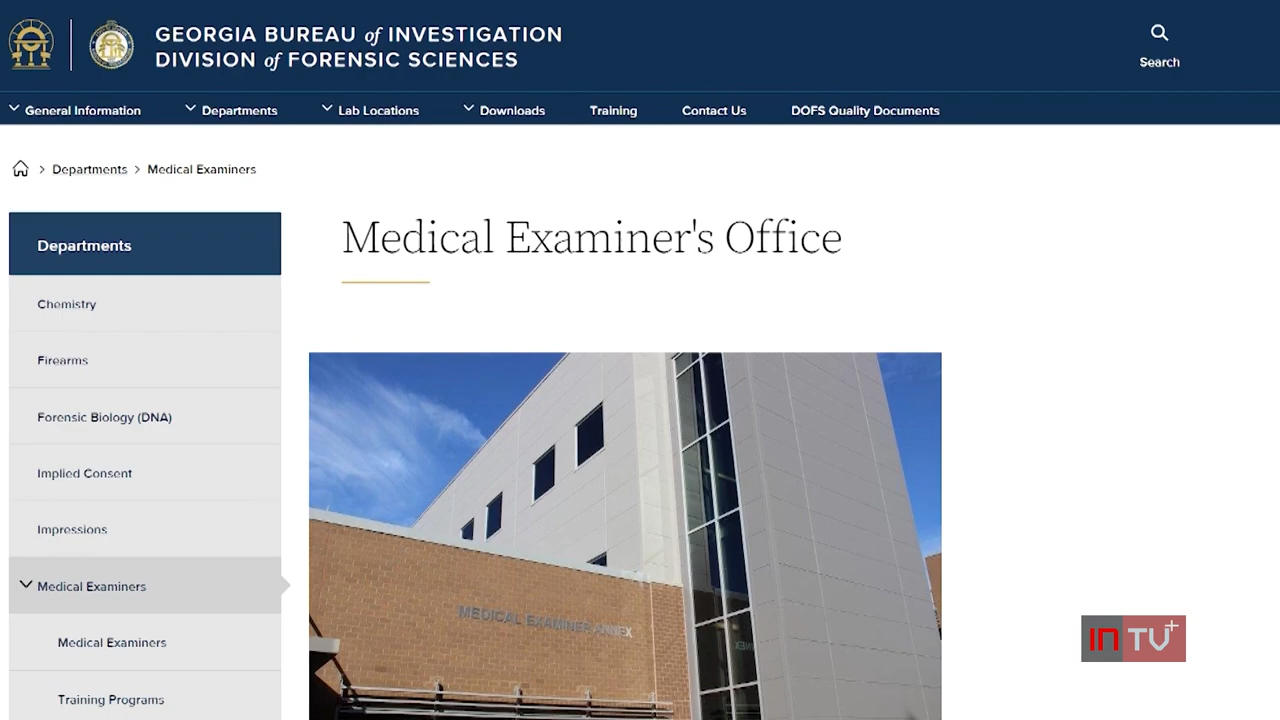 GEORGIA BUREAU of INVESTIGATION
DIVISION of FORENSIC SCIENCES
Search
General Information
Departments
Lab Locations
Downloads
Training
Contact Us
DOFS Quality Documents
Departments
Medical Examiners
Departments
Chemistry
Firearms
Forensic Biology (DNA)
Implied Consent
Impressions
Medical Examiners
Medical Examiners
Training Programs
Medical Examiner's Office
MEDICAL EXAMINER ANNEX
IN TV+